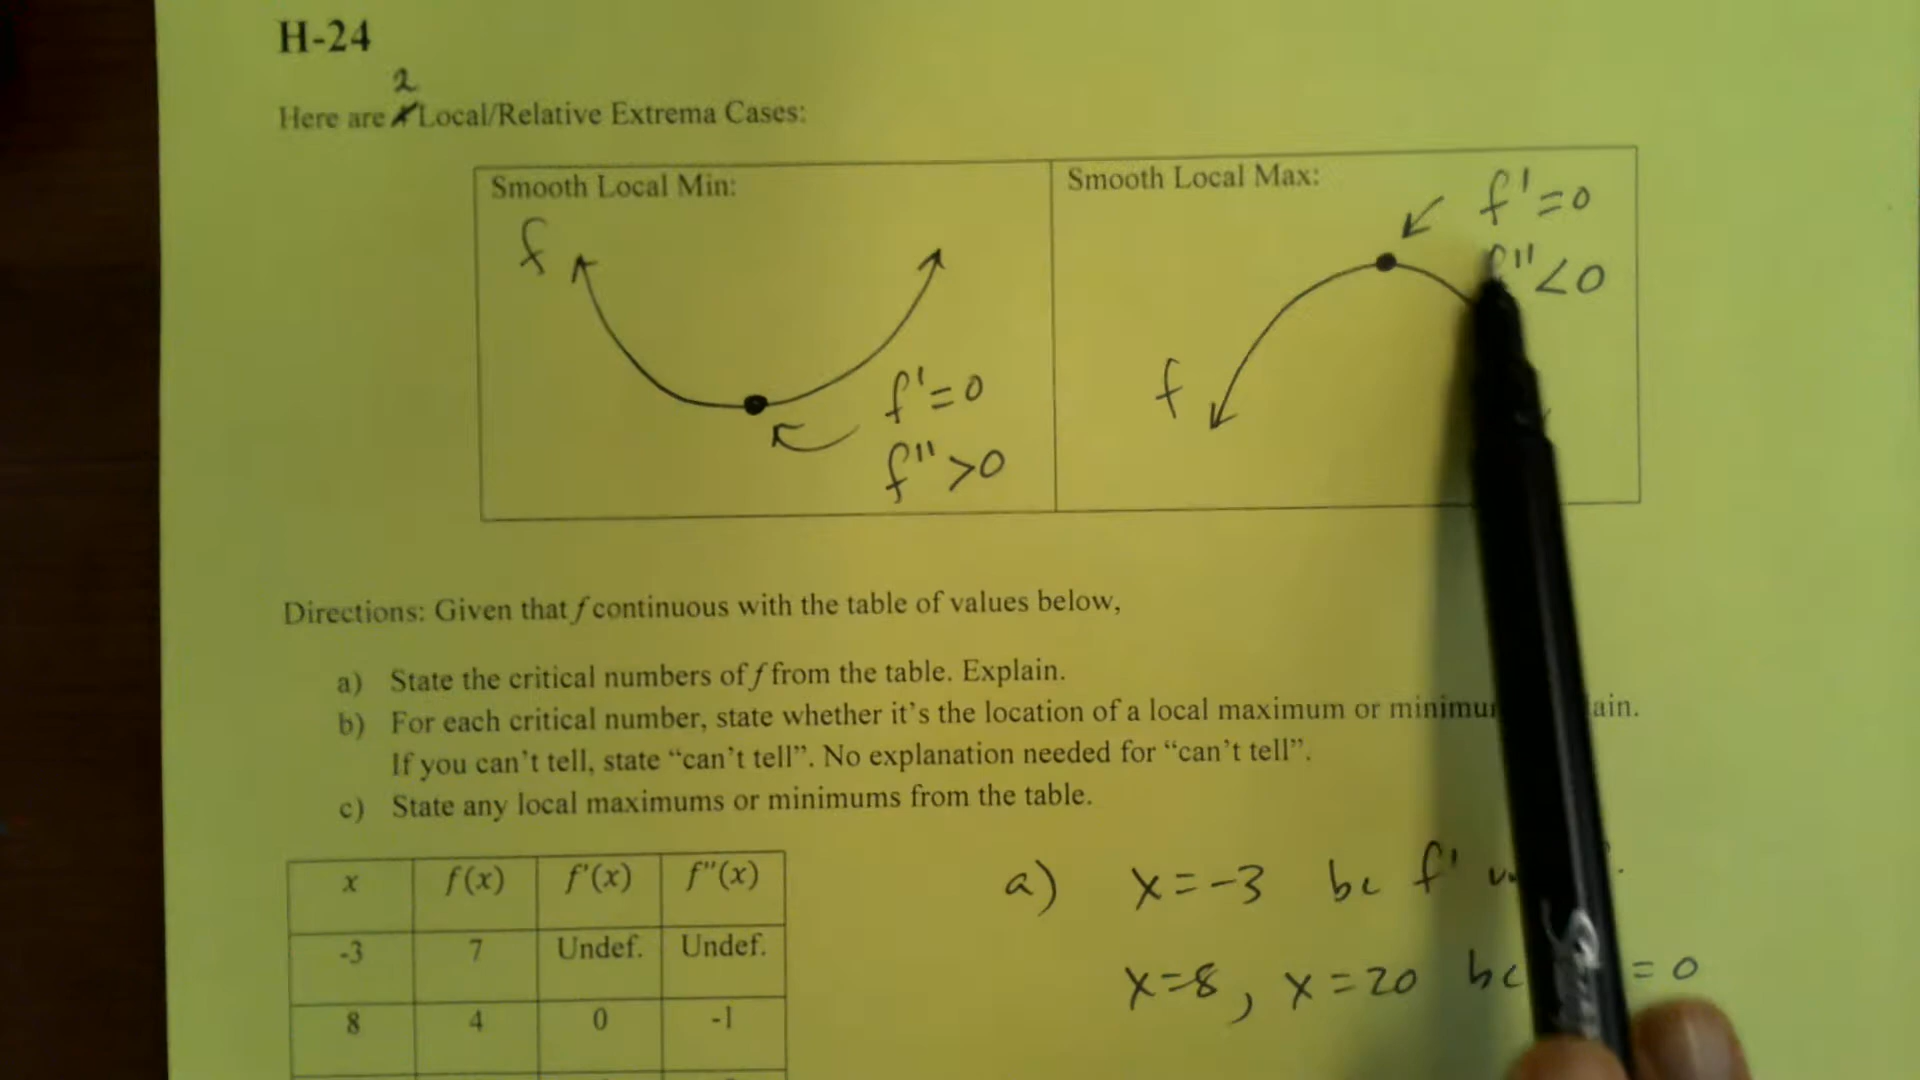 H-24
2
Here are Local/Relative Extrema Cases:
Smooth Local Min:
f
f'=0
f">0
Smooth Local Max:
f'=0
f"<0
f
Directions: Given that f continuous with the table of values below,
a) State the critical numbers of f from the table. Explain.
b) For each critical number, state whether it's the location of a local maximum or
If you can't tell, state “can't tell”. No explanation needed for “can't tell”.
c) State any local maximums or minimums from the table.
x f(x) f'(x) f"(x)
-3 7 Undef. Undef.
8 4 0 -1
a) x=-3 bc f'
x=8, x=20 bc =0